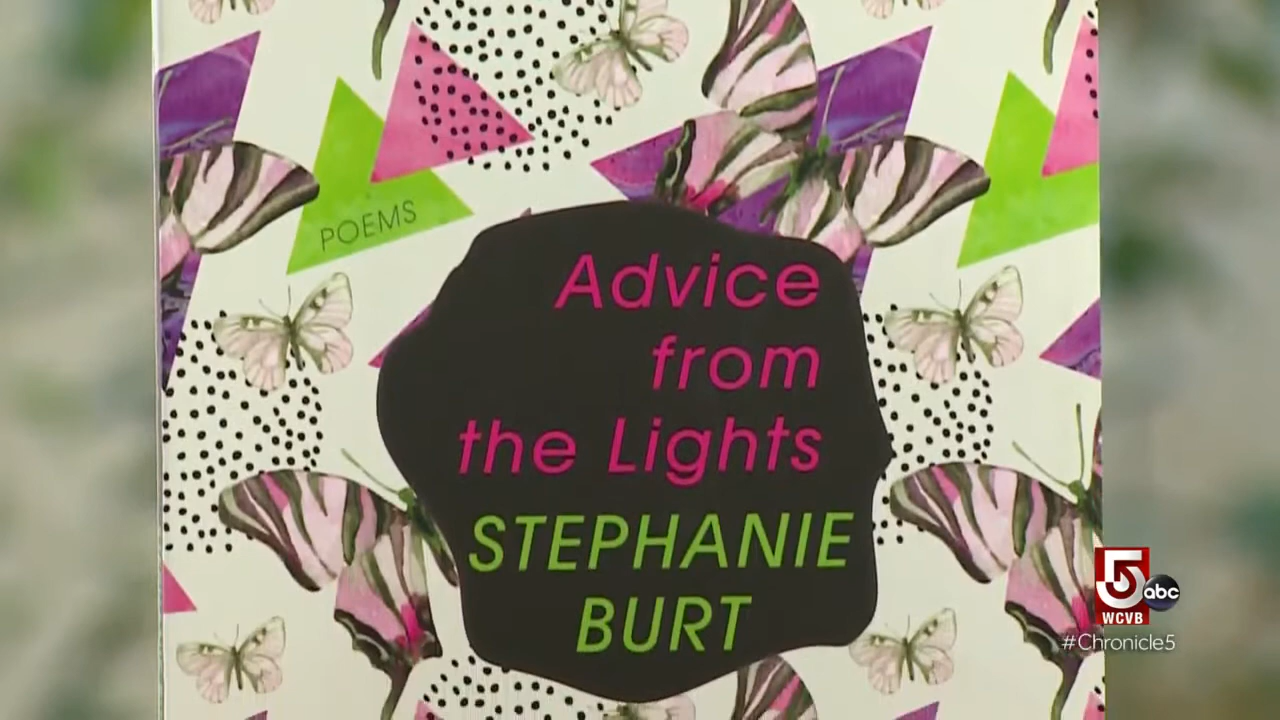 POEMS
Advice
from
the Lights
STEPHANIE
BURT
5
abc
WCVB
#Chronicle5